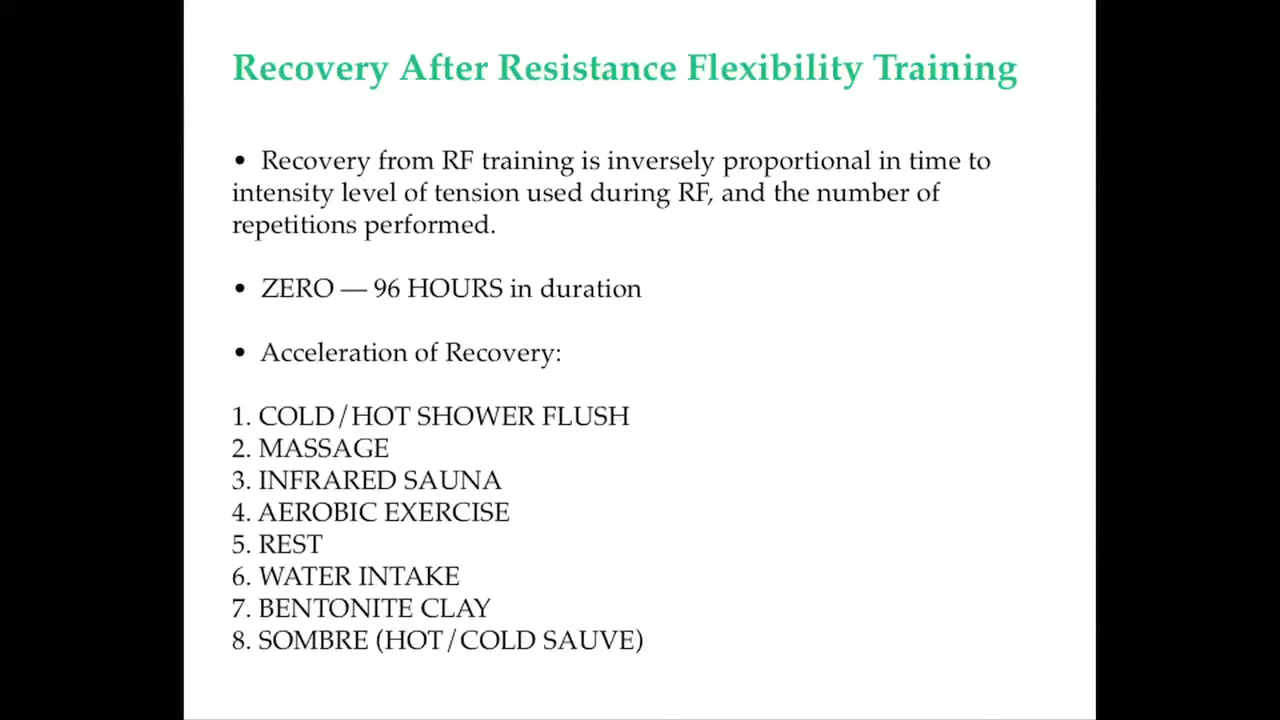 Recovery After Resistance Flexibility Training
• Recovery from RF training is inversely proportional in time to
intensity level of tension used during RF, and the number of
repetitions performed.
• ZERO — 96 HOURS in duration
• Acceleration of Recovery:
1. COLD/HOT SHOWER FLUSH
2. MASSAGE
3. INFRARED SAUNA
4. AEROBIC EXERCISE
5. REST
6. WATER INTAKE
7. BENTONITE CLAY
8. SOMBRE (HOT/COLD SAUVE)